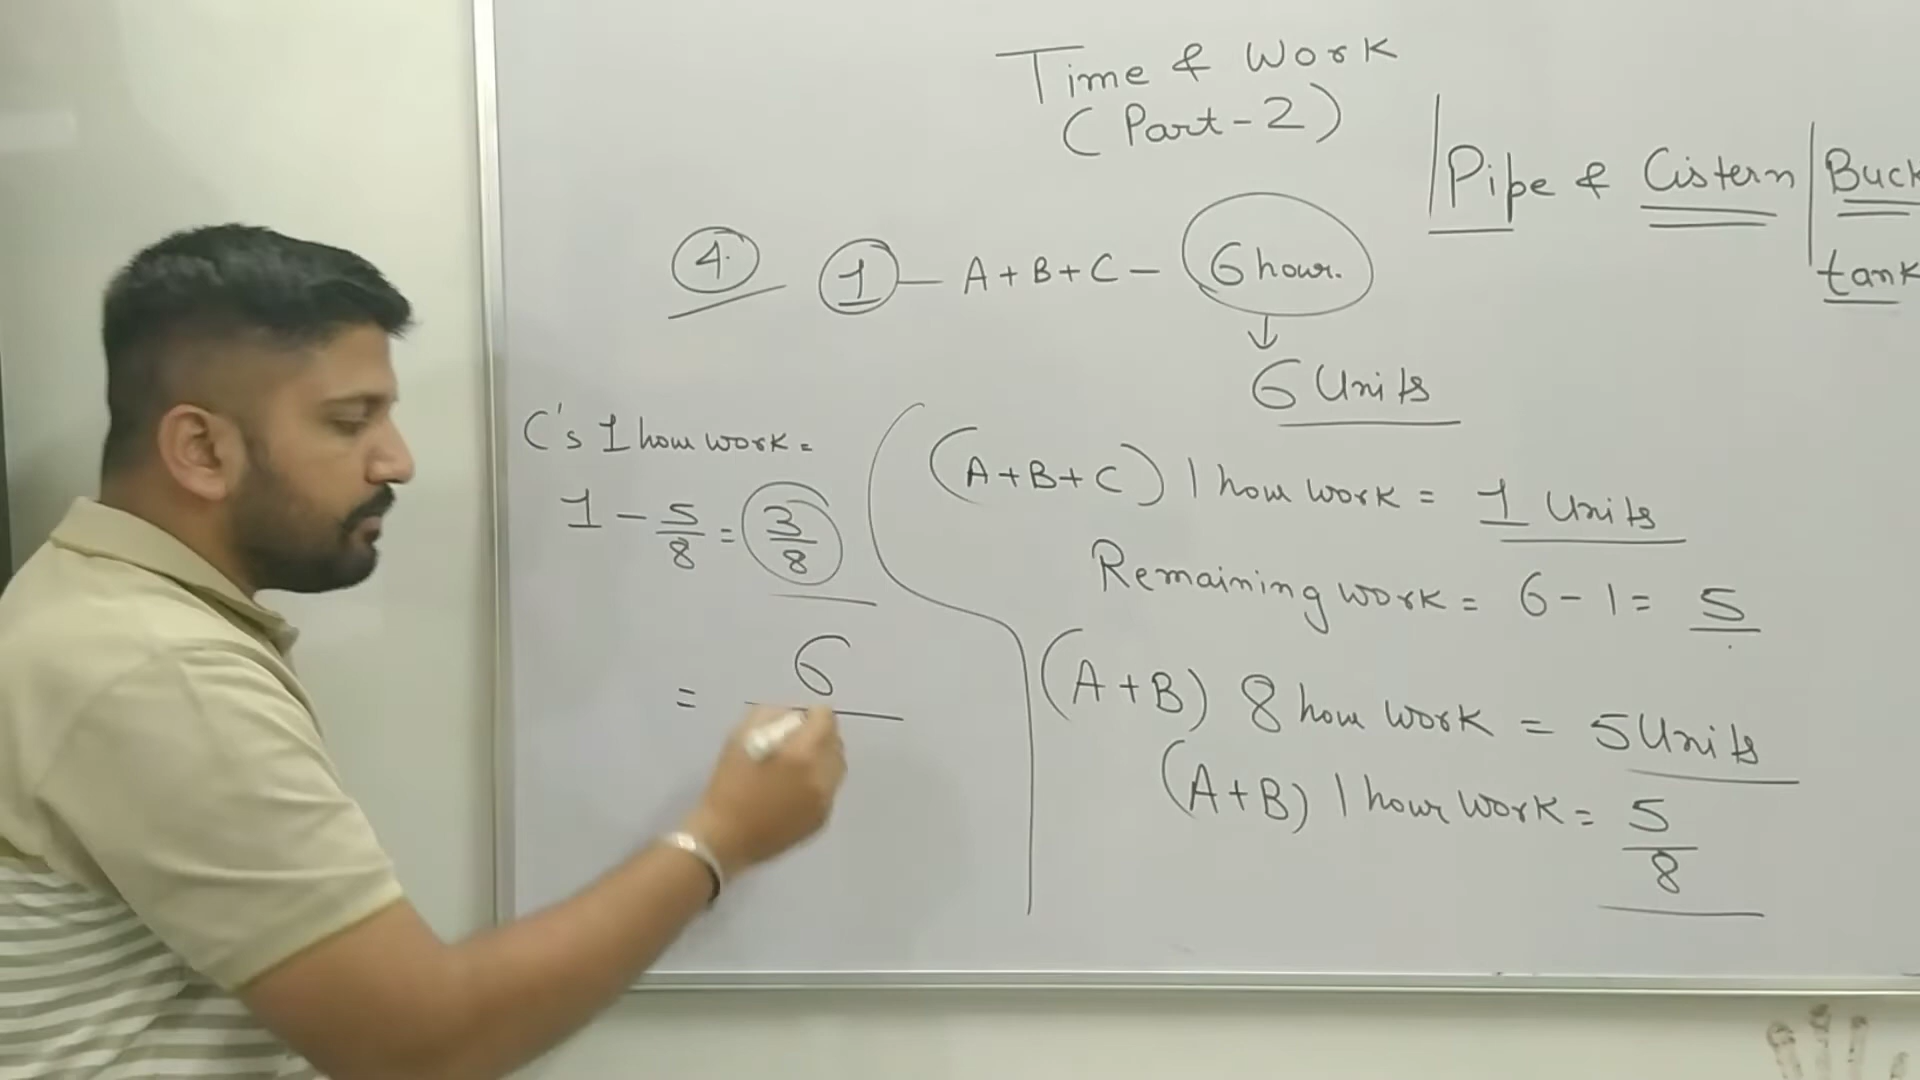 Time & Work
(Part-2)
Pipe & Cistern
Buck
tank
4. 1 — A+B+C — 6 hour.
↓
6 Units
C's 1 hour work =
1 - 5/8 = 3/8
= 6
(A+B+C) 1 hour work = 1 Units
Remaining work = 6 - 1 = 5
(A+B) 8 hour work = 5 Units
(A+B) 1 hour work = 5/8